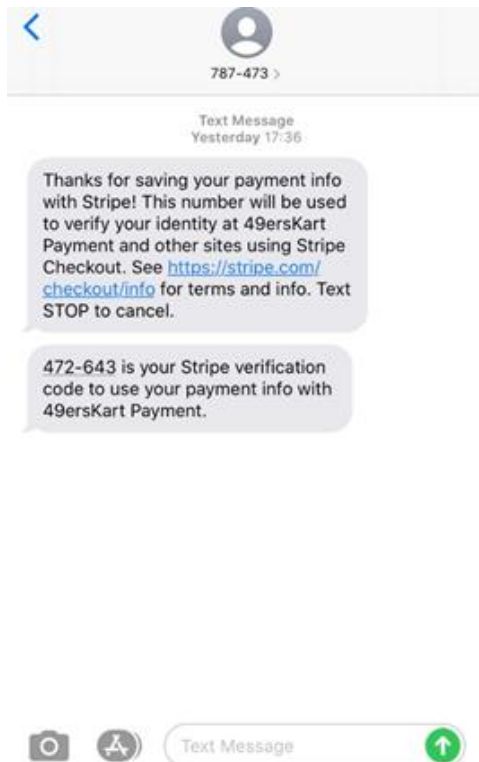 787-473 >
Text Message
Yesterday 17:36
Thanks for saving your payment info
with Stripe! This number will be used
to verify your identity at 49ersKart
Payment and other sites using Stripe
Checkout. See https://stripe.com/
checkout/info for terms and info. Text
STOP to cancel.
472-643 is your Stripe verification
code to use your payment info with
49ersKart Payment.
Text Message